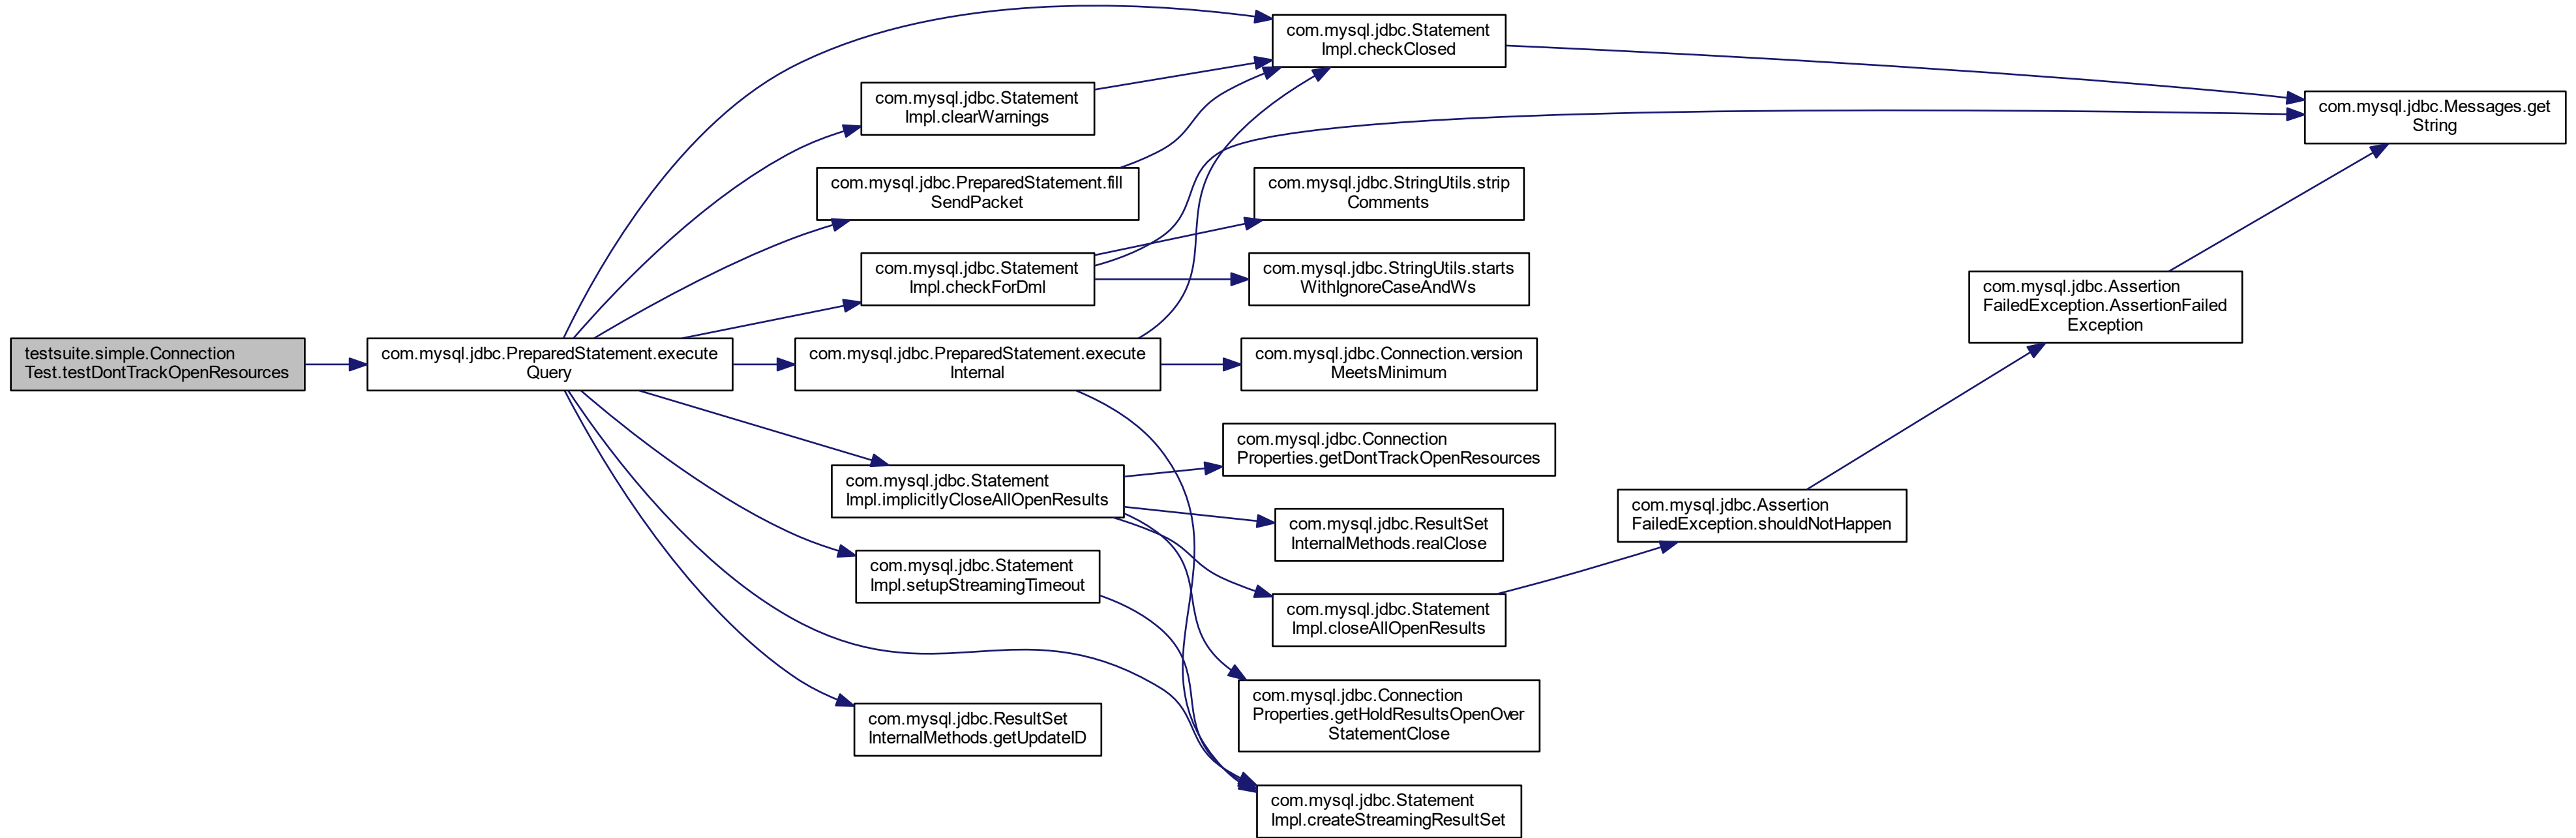 com.mysql.jdbc.Statement
Impl.checkClosed
com.mysql.jdbc.Statement
Impl.clearWarnings
com.mysql.jdbc.Messages.get
String
com.mysql.jdbc.PreparedStatement.fill
SendPacket
com.mysql.jdbc.StringUtils.strip
Comments
com.mysql.jdbc.Statement
Impl.checkForDml
com.mysql.jdbc.StringUtils.starts
WithIgnoreCaseAndWs
com.mysql.jdbc.Assertion
FailedException.AssertionFailed
Exception
testsuite.simple.Connection
Test.testDontTrackOpenResources
com.mysql.jdbc.PreparedStatement.execute
Query
com.mysql.jdbc.PreparedStatement.execute
Internal
com.mysql.jdbc.Connection.version
MeetsMinimum
com.mysql.jdbc.Connection
Properties.getDontTrackOpenResources
com.mysql.jdbc.Statement
Impl.implicitlyCloseAllOpenResults
com.mysql.jdbc.Assertion
FailedException.shouldNotHappen
com.mysql.jdbc.ResultSet
InternalMethods.realClose
com.mysql.jdbc.Statement
Impl.setupStreamingTimeout
com.mysql.jdbc.Statement
Impl.closeAllOpenResults
com.mysql.jdbc.Connection
Properties.getHoldResultsOpenOver
StatementClose
com.mysql.jdbc.ResultSet
InternalMethods.getUpdateID
com.mysql.jdbc.Statement
Impl.createStreamingResultSet